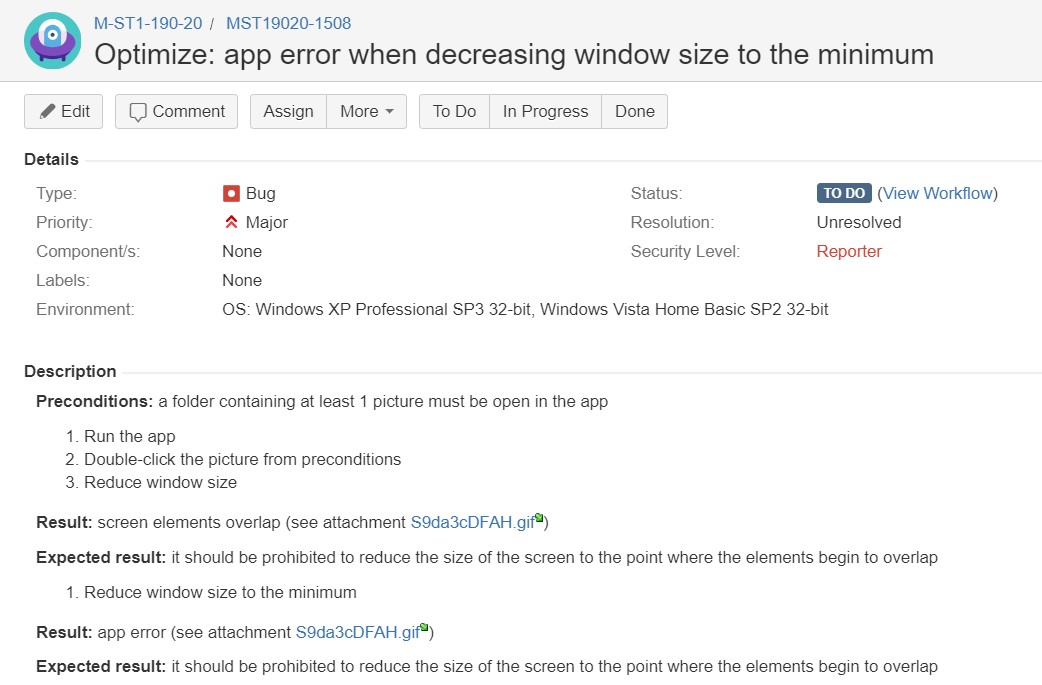 M-ST1-190-20 / MST19020-1508
Optimize: app error when decreasing window size to the minimum
Edit Comment Assign More To Do In Progress Done
Details
Type: Bug Status: TO DO (View Workflow)
Priority: Major Resolution: Unresolved
Component/s: None Security Level: Reporter
Labels: None
Environment: OS: Windows XP Professional SP3 32-bit, Windows Vista Home Basic SP2 32-bit
Description
Preconditions: a folder containing at least 1 picture must be open in the app
1. Run the app
2. Double-click the picture from preconditions
3. Reduce window size
Result: screen elements overlap (see attachment S9da3cDFAH.gif)
Expected result: it should be prohibited to reduce the size of the screen to the point where the elements begin to overlap
1. Reduce window size to the minimum
Result: app error (see attachment S9da3cDFAH.gif)
Expected result: it should be prohibited to reduce the size of the screen to the point where the elements begin to overlap